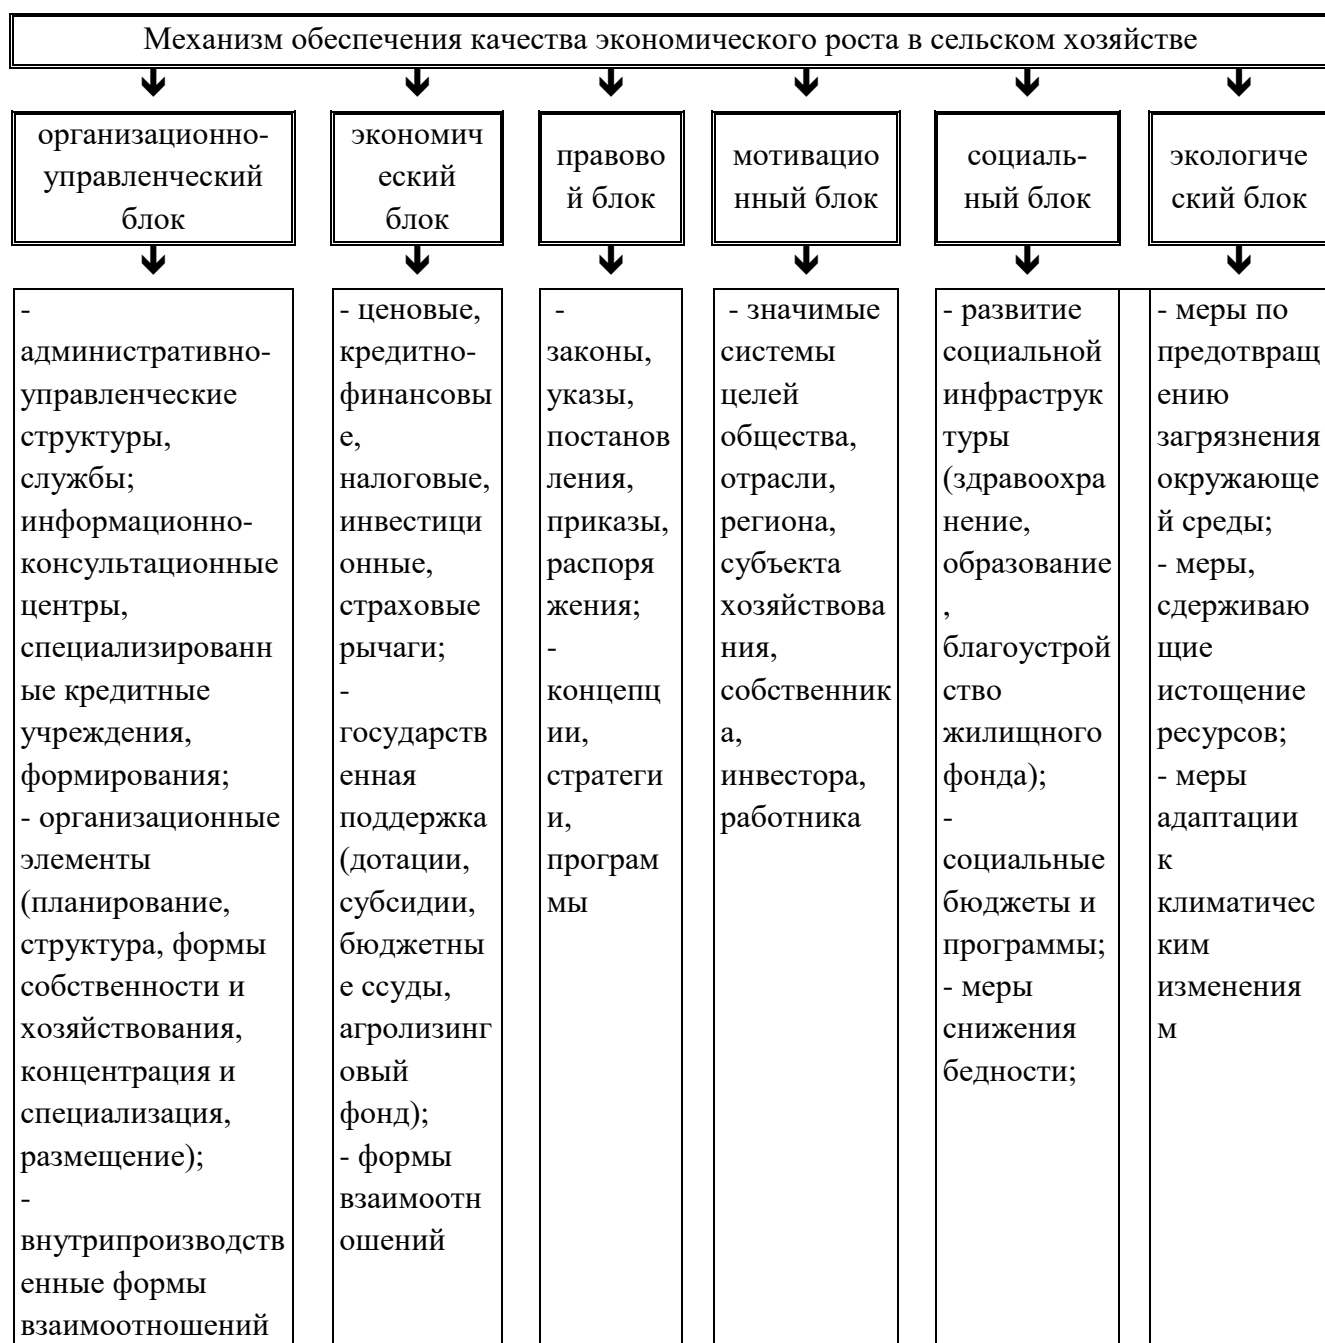 Механизм обеспечения качества экономического роста в сельском хозяйстве
организационно-
управленческий
блок
экономич
еский
блок
правово
й блок
мотивацио
нный блок
социаль-
ный блок
экологиче
ский блок
-
административно-
управленческие
структуры,
службы;
информационно-
консультационные
центры,
специализированн
ые кредитные
учреждения,
формирования;
- организационные
элементы
(планирование,
структура, формы
собственности и
хозяйствования,
концентрация и
специализация,
размещение);
-
внутрипроизводств
енные формы
взаимоотношений
- ценовые,
кредитно-
финансовы
е,
налоговые,
инвестици
онные,
страховые
рычаги;
-
государств
енная
поддержка
(дотации,
субсидии,
бюджетны
е ссуды,
агролизинг
овый
фонд);
- формы
взаимоотн
ошений
-
законы,
указы,
постанов
ления,
приказы,
распоря
жения;
-
концепц
ии,
стратеги
и,
програм
мы
- значимые
системы
целей
общества,
отрасли,
региона,
субъекта
хозяйствова
ния,
собственник
а,
инвестора,
работника
- развитие
социальной
инфраструк
туры
(здравоохра
нение,
образование
,
благоустрой
ство
жилищного
фонда);
-
социальные
бюджеты и
программы;
- меры
снижения
бедности;
- меры по
предотвращ
ению
загрязнения
окружающе
й среды;
- меры,
сдерживаю
щие
истощение
ресурсов;
- меры
адаптации
к
климатичес
ким
изменения
м